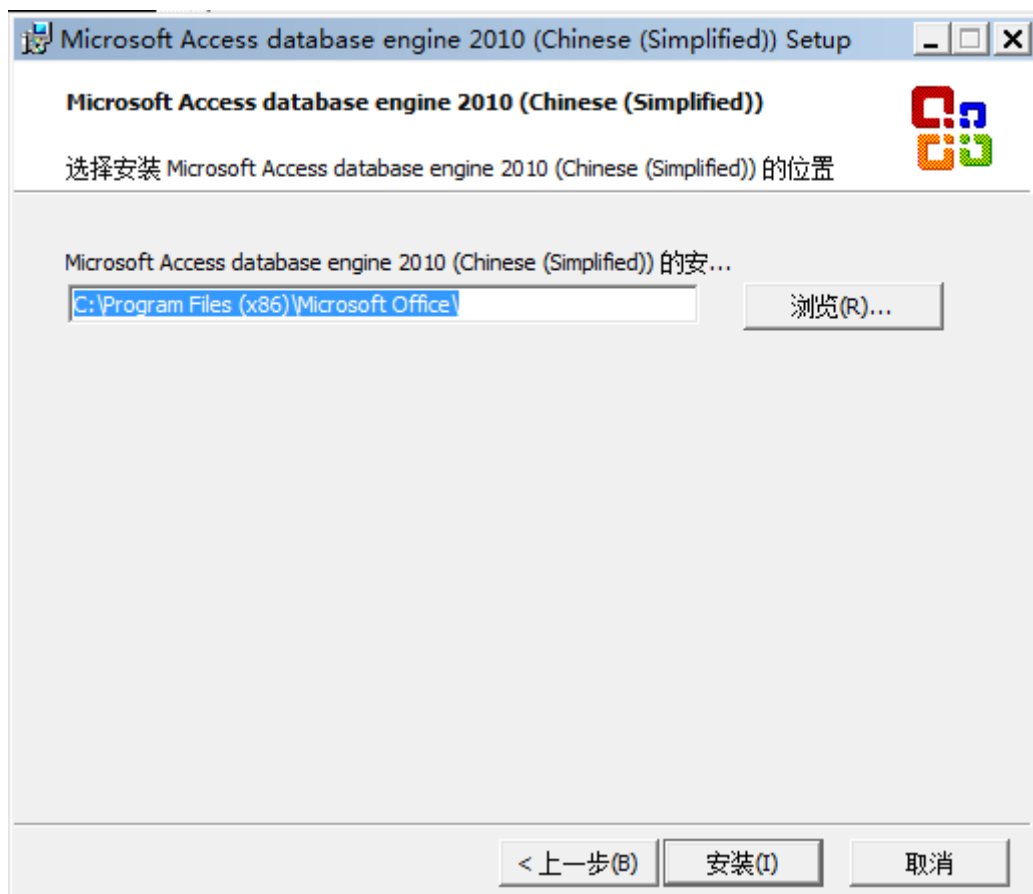 Microsoft Access database engine 2010 (Chinese (Simplified)) Setup
Microsoft Access database engine 2010 (Chinese (Simplified))
选择安装 Microsoft Access database engine 2010 (Chinese (Simplified)) 的位置
Microsoft Access database engine 2010 (Chinese (Simplified)) 的安...
C:\Program Files (x86)\Microsoft Office\
浏览(R)...
<上一步(B)
安装(I)
取消